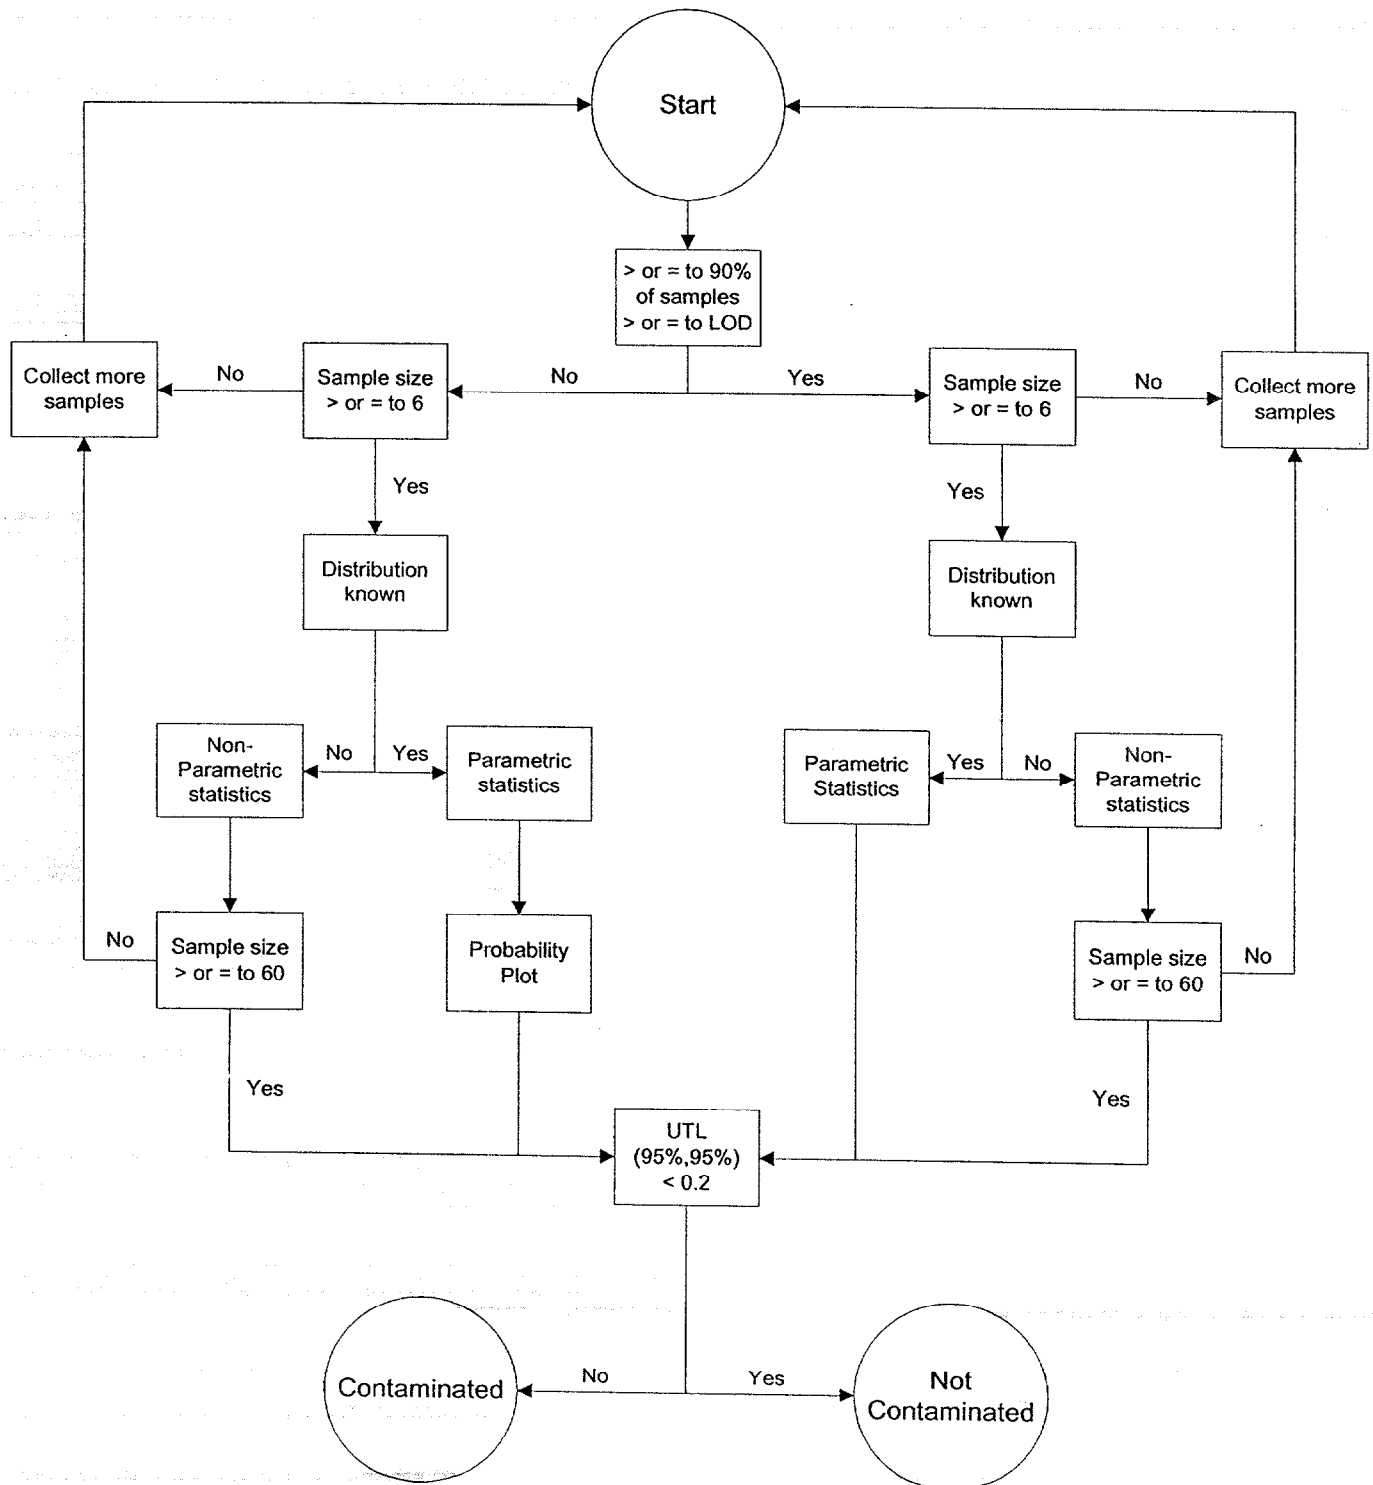 Start
> or = to 90%
of samples
> or = to LOD
Collect more
samples
No
Sample size
> or = to 6
No
Yes
Sample size
> or = to 6
No
Collect more
samples
Yes
Yes
Distribution
known
Distribution
known
Non-
Parametric
statistics
No
Yes
Parametric
statistics
Parametric
Statistics
Yes
No
Non-
Parametric
statistics
No
Sample size
> or = to 60
Probability
Plot
Sample size
> or = to 60
No
Yes
Yes
UTL
(95%,95%)
< 0.2
Contaminated
No
Yes
Not
Contaminated